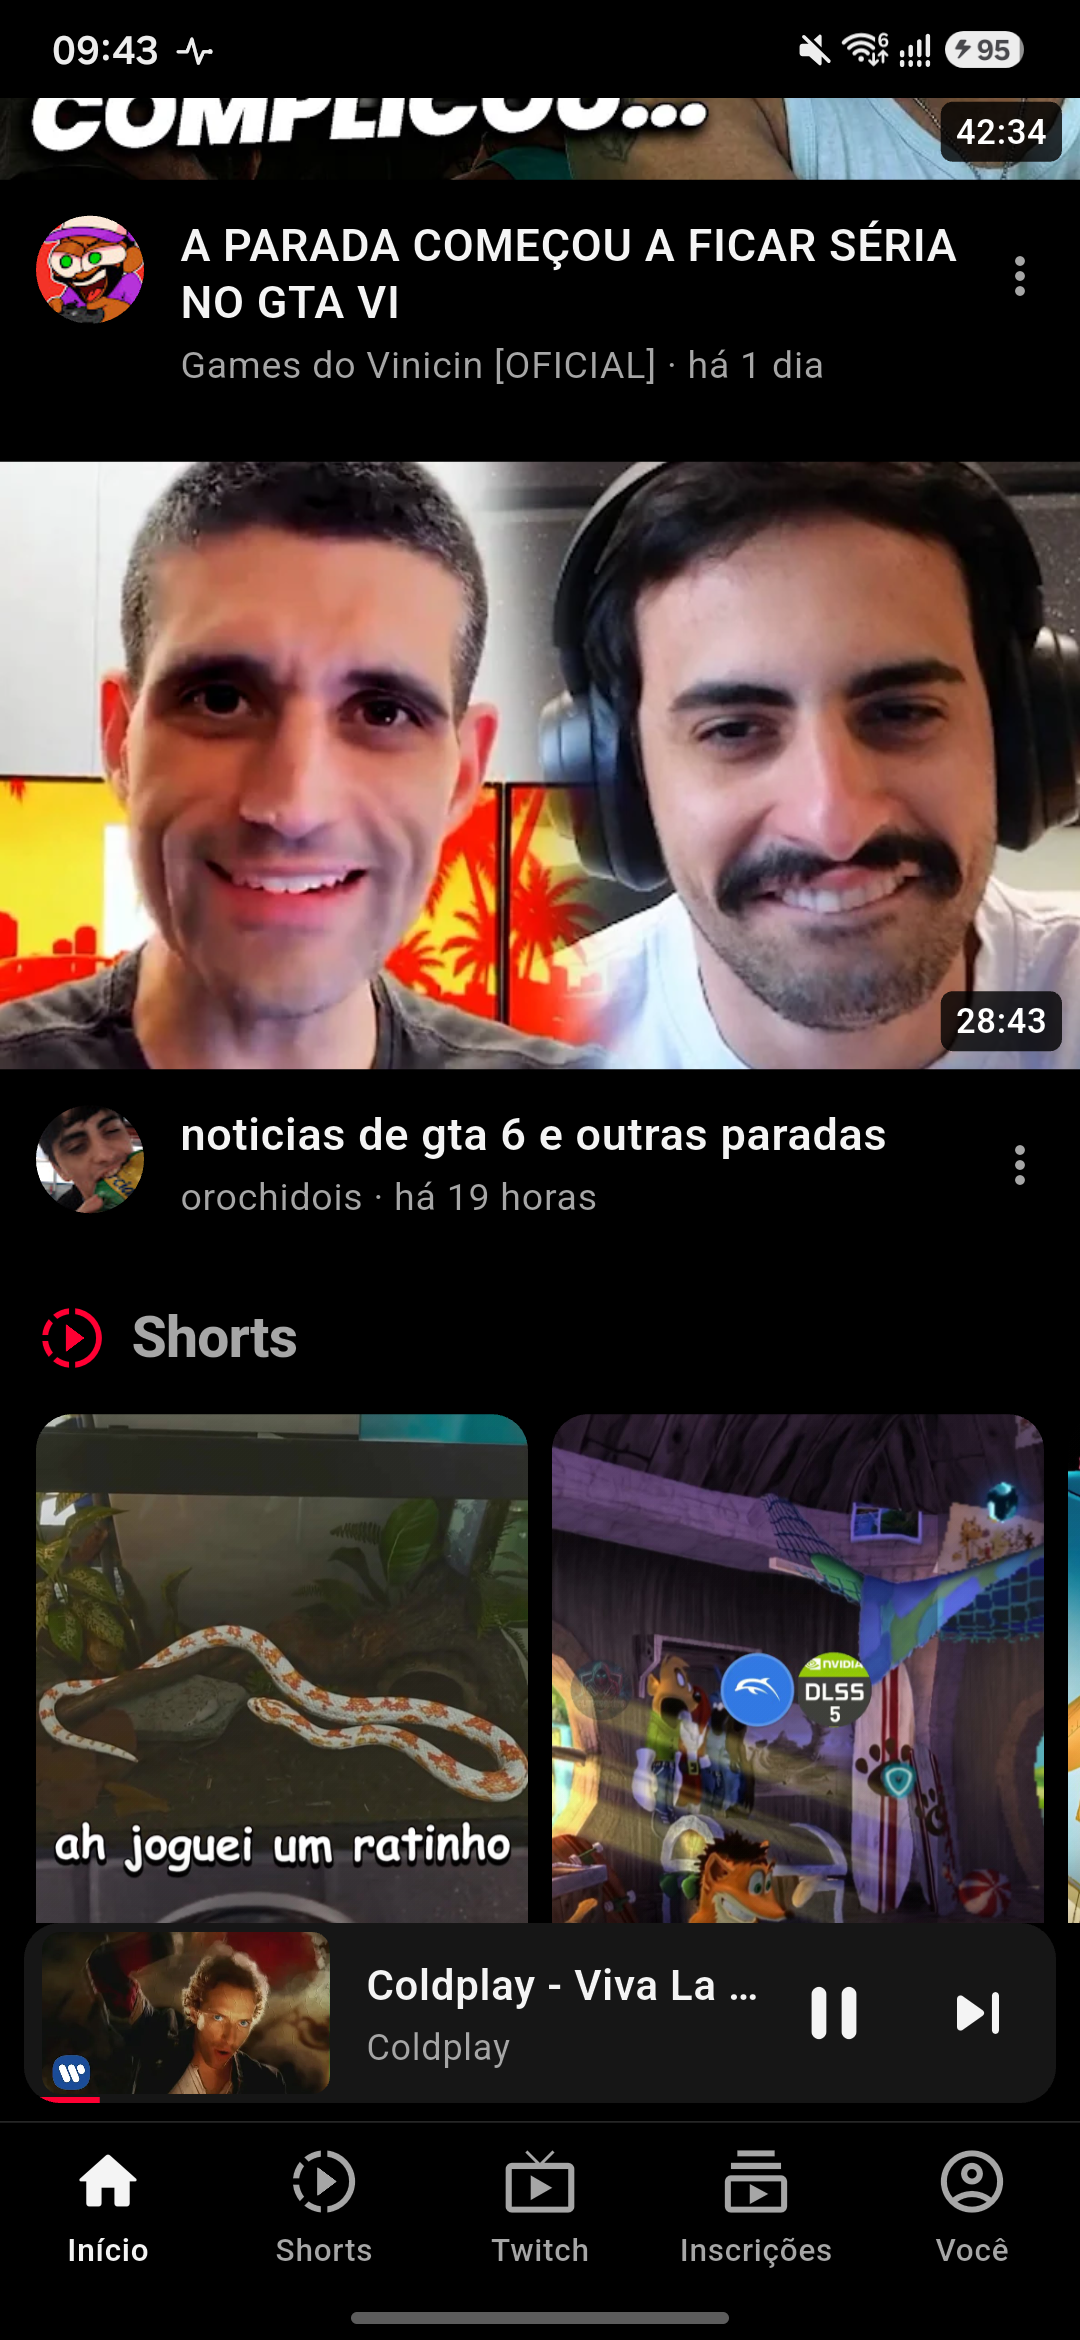 09:43
6
95
COMPLICOU...
42:34
A PARADA COMEÇOU A FICAR SÉRIA
NO GTA VI
Games do Vinicin [OFICIAL] · há 1 dia
28:43
noticias de gta 6 e outras paradas
orochidois · há 19 horas
Shorts
ah joguei um ratinho
NVIDIA
DLSS
5
Coldplay - Viva La ...
Coldplay
Início
Shorts
Twitch
Inscrições
Você